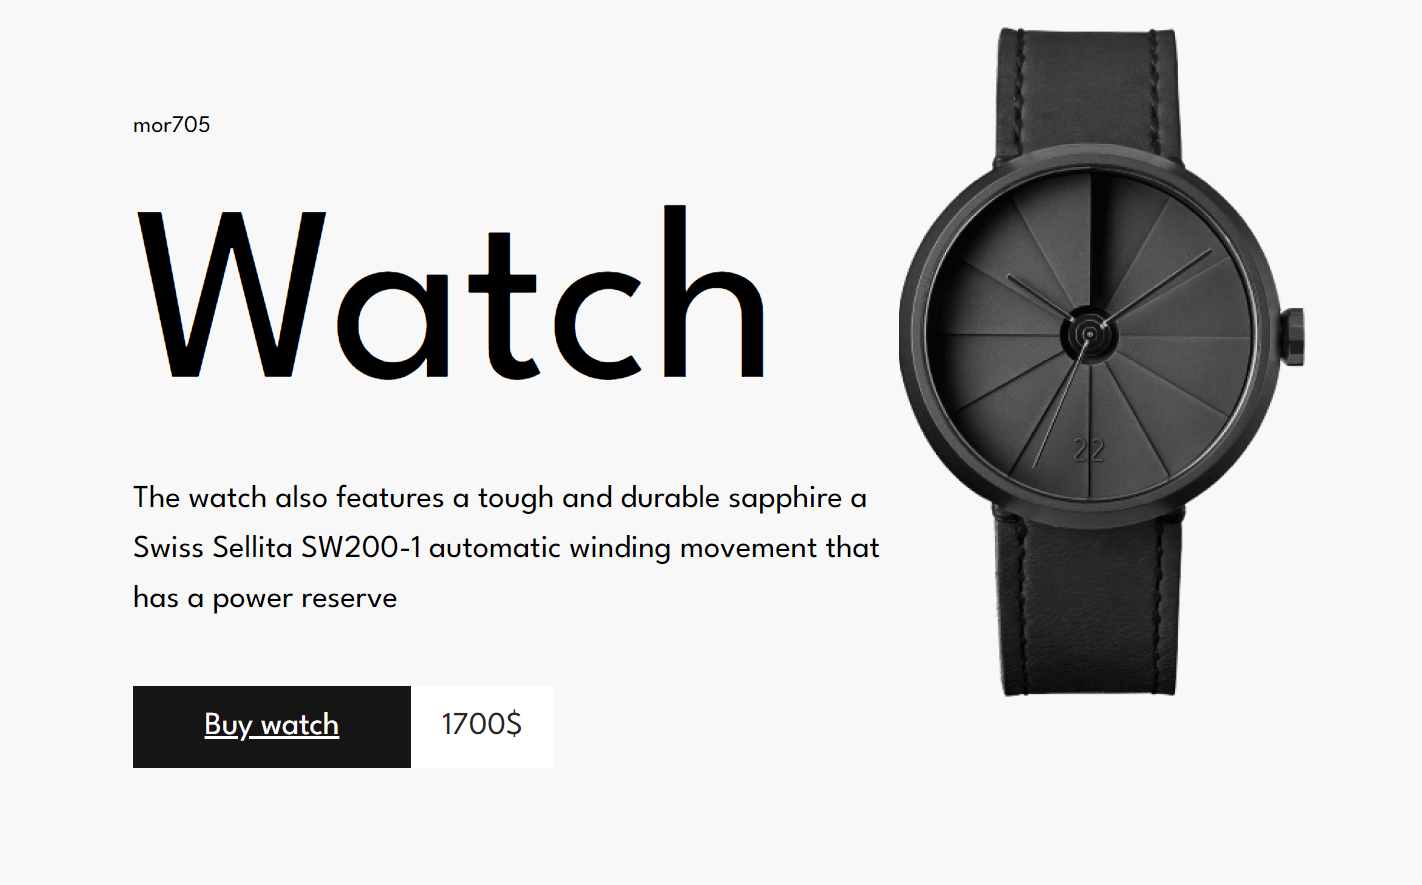 mor705
Watch
The watch also features a tough and durable sapphire a
Swiss Sellita SW200-1 automatic winding movement that
has a power reserve
Buy watch
1700$
22